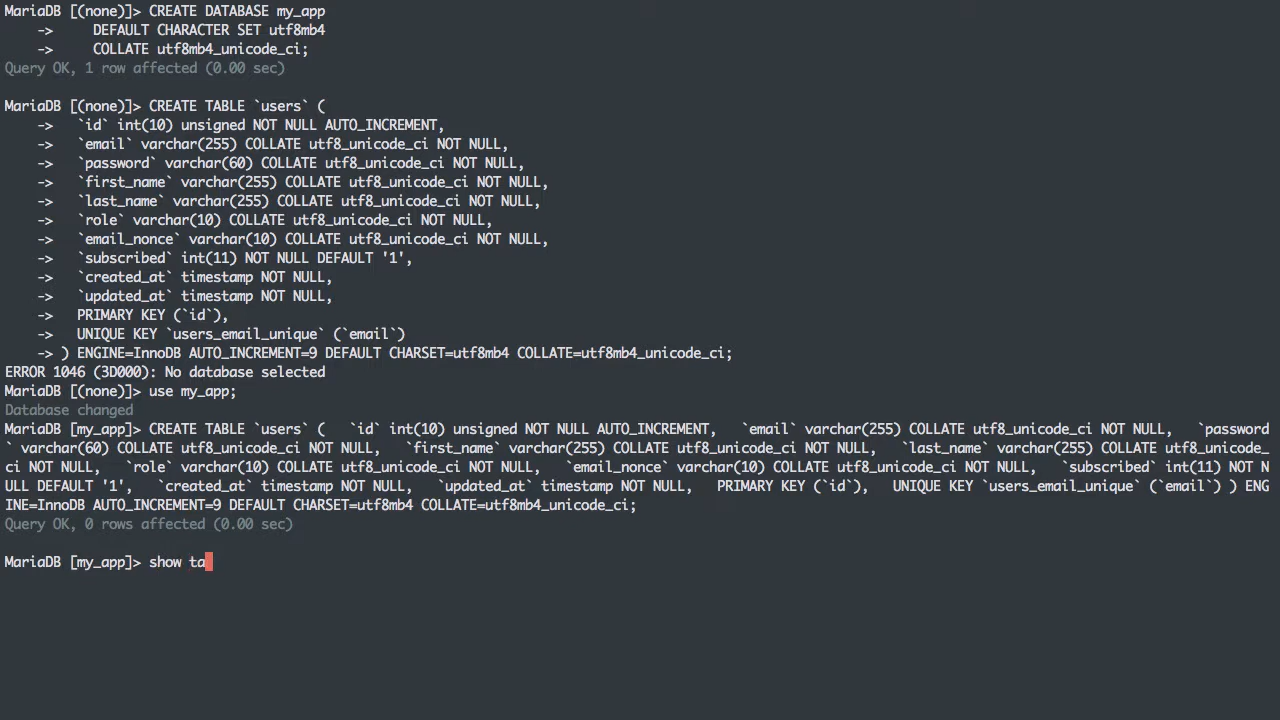 MariaDB [(none)]> CREATE DATABASE my_app
    ->     DEFAULT CHARACTER SET utf8mb4
    ->     COLLATE utf8mb4_unicode_ci;
Query OK, 1 row affected (0.00 sec)

MariaDB [(none)]> CREATE TABLE `users` (
    ->   `id` int(10) unsigned NOT NULL AUTO_INCREMENT,
    ->   `email` varchar(255) COLLATE utf8_unicode_ci NOT NULL,
    ->   `password` varchar(60) COLLATE utf8_unicode_ci NOT NULL,
    ->   `first_name` varchar(255) COLLATE utf8_unicode_ci NOT NULL,
    ->   `last_name` varchar(255) COLLATE utf8_unicode_ci NOT NULL,
    ->   `role` varchar(10) COLLATE utf8_unicode_ci NOT NULL,
    ->   `email_nonce` varchar(10) COLLATE utf8_unicode_ci NOT NULL,
    ->   `subscribed` int(11) NOT NULL DEFAULT '1',
    ->   `created_at` timestamp NOT NULL,
    ->   `updated_at` timestamp NOT NULL,
    ->   PRIMARY KEY (`id`),
    ->   UNIQUE KEY `users_email_unique` (`email`)
    -> ) ENGINE=InnoDB AUTO_INCREMENT=9 DEFAULT CHARSET=utf8mb4 COLLATE=utf8mb4_unicode_ci;
ERROR 1046 (3D000): No database selected
MariaDB [(none)]> use my_app;
Database changed
MariaDB [my_app]> CREATE TABLE `users` (   `id` int(10) unsigned NOT NULL AUTO_INCREMENT,   `email` varchar(255) COLLATE utf8_unicode_ci NOT NULL,   `password
` varchar(60) COLLATE utf8_unicode_ci NOT NULL,   `first_name` varchar(255) COLLATE utf8_unicode_ci NOT NULL,   `last_name` varchar(255) COLLATE utf8_unicode_
ci NOT NULL,   `role` varchar(10) COLLATE utf8_unicode_ci NOT NULL,   `email_nonce` varchar(10) COLLATE utf8_unicode_ci NOT NULL,   `subscribed` int(11) NOT N
ULL DEFAULT '1',   `created_at` timestamp NOT NULL,   `updated_at` timestamp NOT NULL,   PRIMARY KEY (`id`),   UNIQUE KEY `users_email_unique` (`email`) ) ENG
INE=InnoDB AUTO_INCREMENT=9 DEFAULT CHARSET=utf8mb4 COLLATE=utf8mb4_unicode_ci;
Query OK, 0 rows affected (0.00 sec)

MariaDB [my_app]> show ta